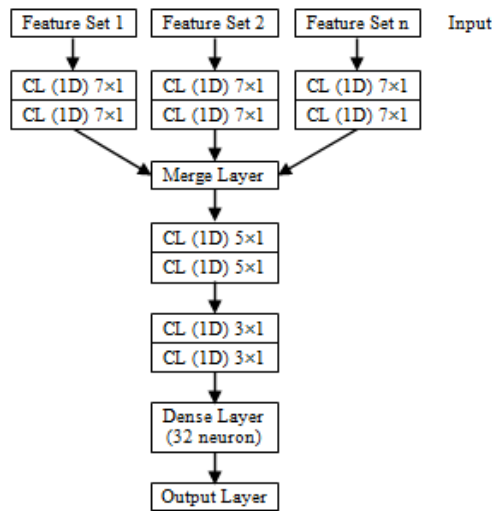 Feature Set 1 Feature Set 2 Feature Set n Input
CL (1D) 7×1 CL (1D) 7×1 CL (1D) 7×1
CL (1D) 7×1 CL (1D) 7×1 CL (1D) 7×1
Merge Layer
CL (1D) 5×1
CL (1D) 5×1
CL (1D) 3×1
CL (1D) 3×1
Dense Layer
(32 neuron)
Output Layer